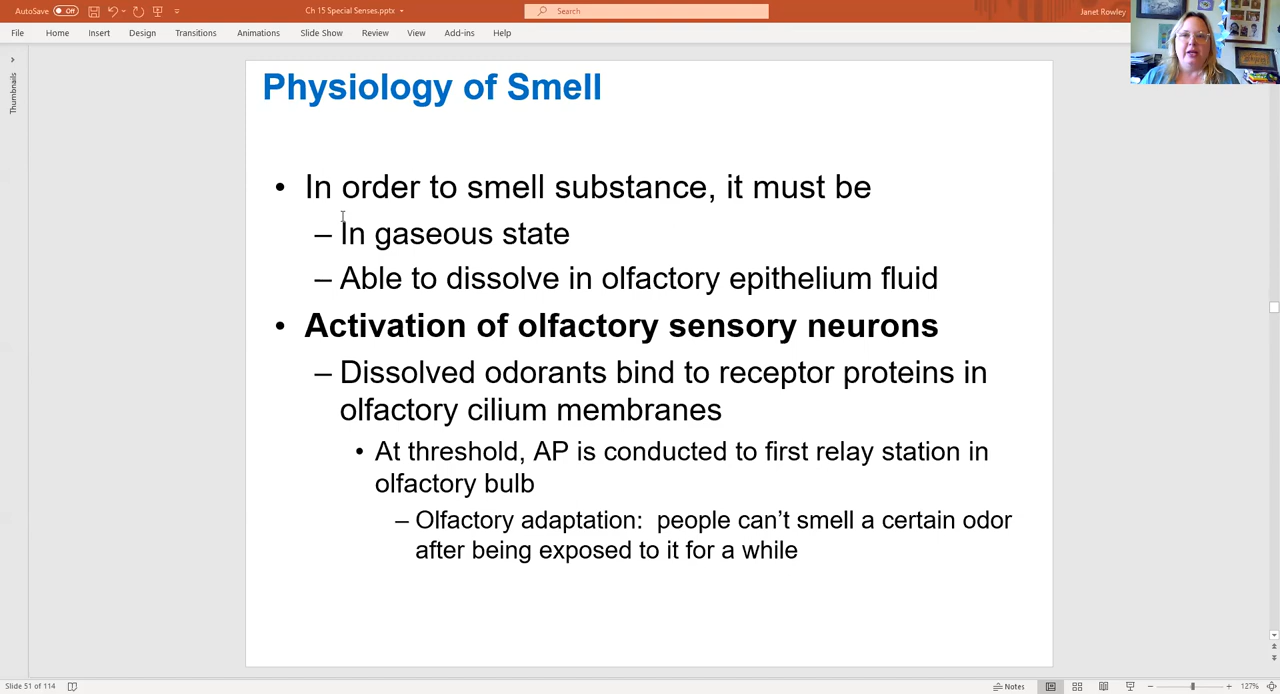 AutoSave Off Ch 15 Special Senses.pptx Search Janet Rowley
File Home Insert Design Transitions Animations Slide Show Review View Add-ins Help
Thumbnails
Physiology of Smell
• In order to smell substance, it must be
– In gaseous state
– Able to dissolve in olfactory epithelium fluid
• Activation of olfactory sensory neurons
– Dissolved odorants bind to receptor proteins in
olfactory cilium membranes
• At threshold, AP is conducted to first relay station in
olfactory bulb
– Olfactory adaptation: people can’t smell a certain odor
after being exposed to it for a while
Slide 51 of 114 Notes 127%